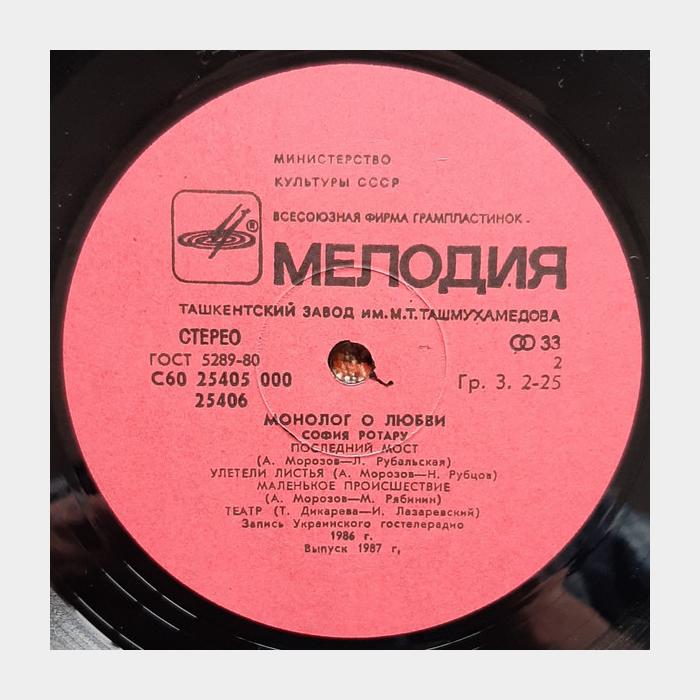 МИНИСТЕРСТВО
КУЛЬТУРЫ СССР
ВСЕСОЮЗНАЯ ФИРМА ГРАМПЛАСТИНОК
®
МЕЛОДИЯ
ТАШКЕНТСКИЙ ЗАВОД ИМ. М. Т. ТАШМУХАМЕДОВА
СТЕРЕО
33
ГОСТ 5289-80
2
С60 25405 000
Гр. 3. 2-25
25406
МОНОЛОГ О ЛЮБВИ
СОФИЯ РОТАРУ
ПОСЛЕДНИЙ МОСТ
(А. Морозов—Л. Рубальская)
УЛЕТЕЛИ ЛИСТЬЯ (А. Морозов—Н. Рубцов)
МАЛЕНЬКОЕ ПРОИСШЕСТВИЕ
(А. Морозов—М. Рябинин)
ТЕАТР (Т. Дикарева—И. Лазаревский)
Запись Украинского гостелерадио
1986 г.
Выпуск 1987 г,